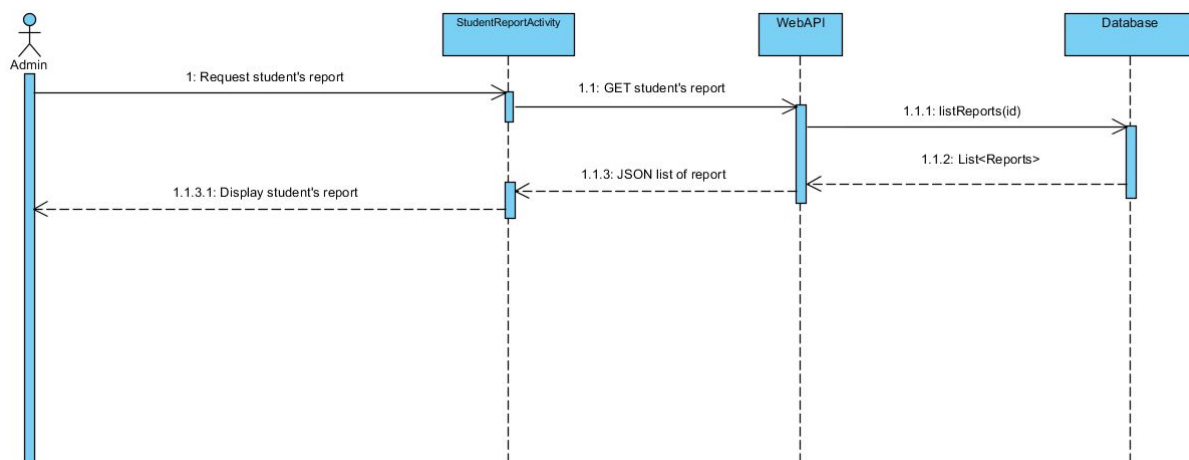 StudentReportActivity
WebAPI
Database
Admin
1: Request student's report
1.1: GET student's report
1.1.1: listReports(id)
1.1.2: List<Reports>
1.1.3: JSON list of report
1.1.3.1: Display student's report